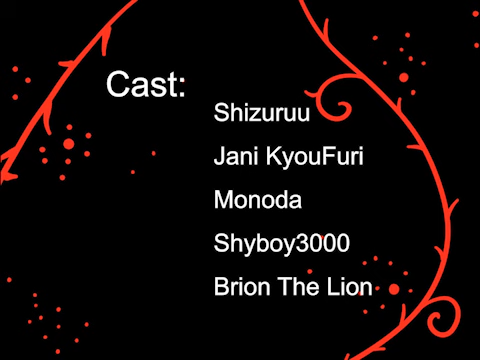 Cast:
Shizuruu
Jani KyouFuri
Monoda
Shyboy3000
Brion The Lion